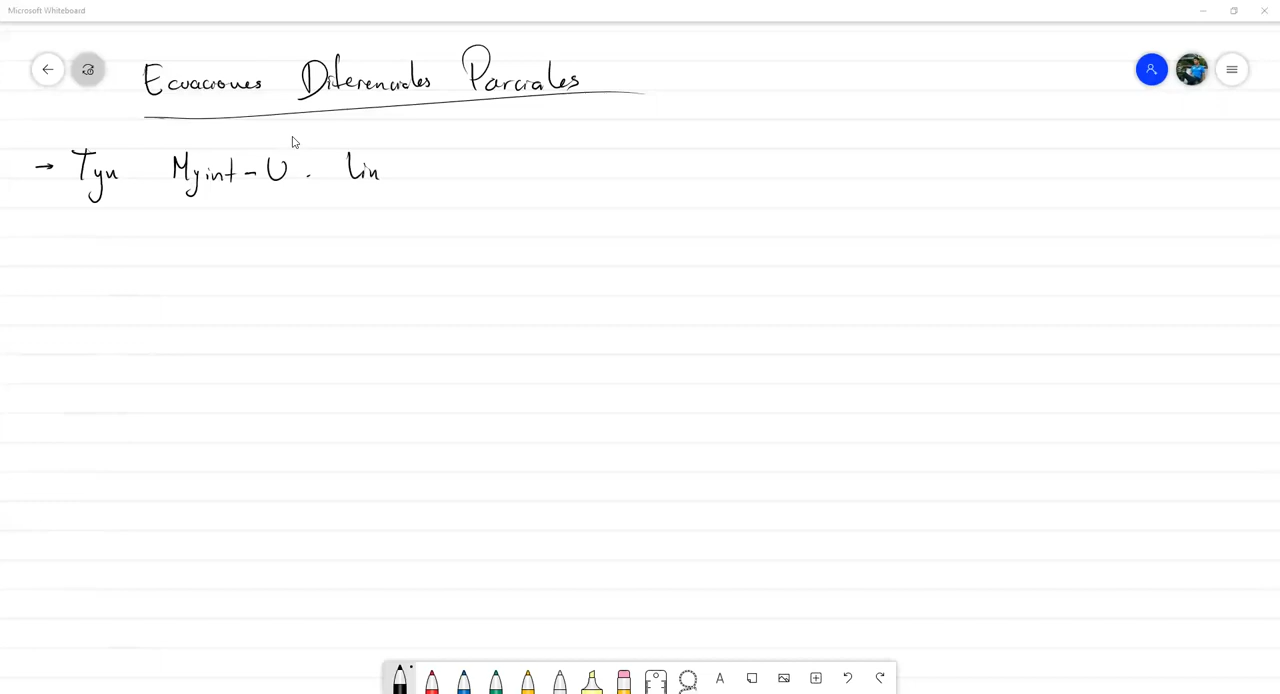 Microsoft Whiteboard
Ecuaciones Diferenciales Parciales
→ Tyn Myint-U. Lin